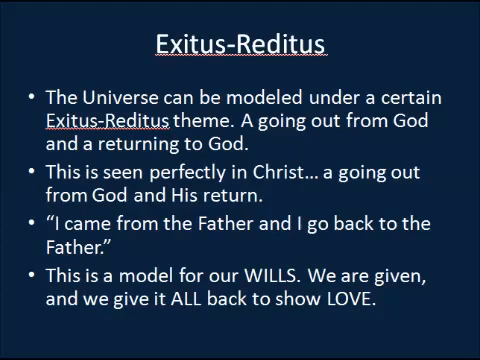 Exitus-Reditus
• The Universe can be modeled under a certain
Exitus-Reditus theme. A going out from God
and a returning to God.
• This is seen perfectly in Christ... a going out
from God and His return.
• “I came from the Father and I go back to the
Father.”
• This is a model for our WILLS. We are given,
and we give it ALL back to show LOVE.